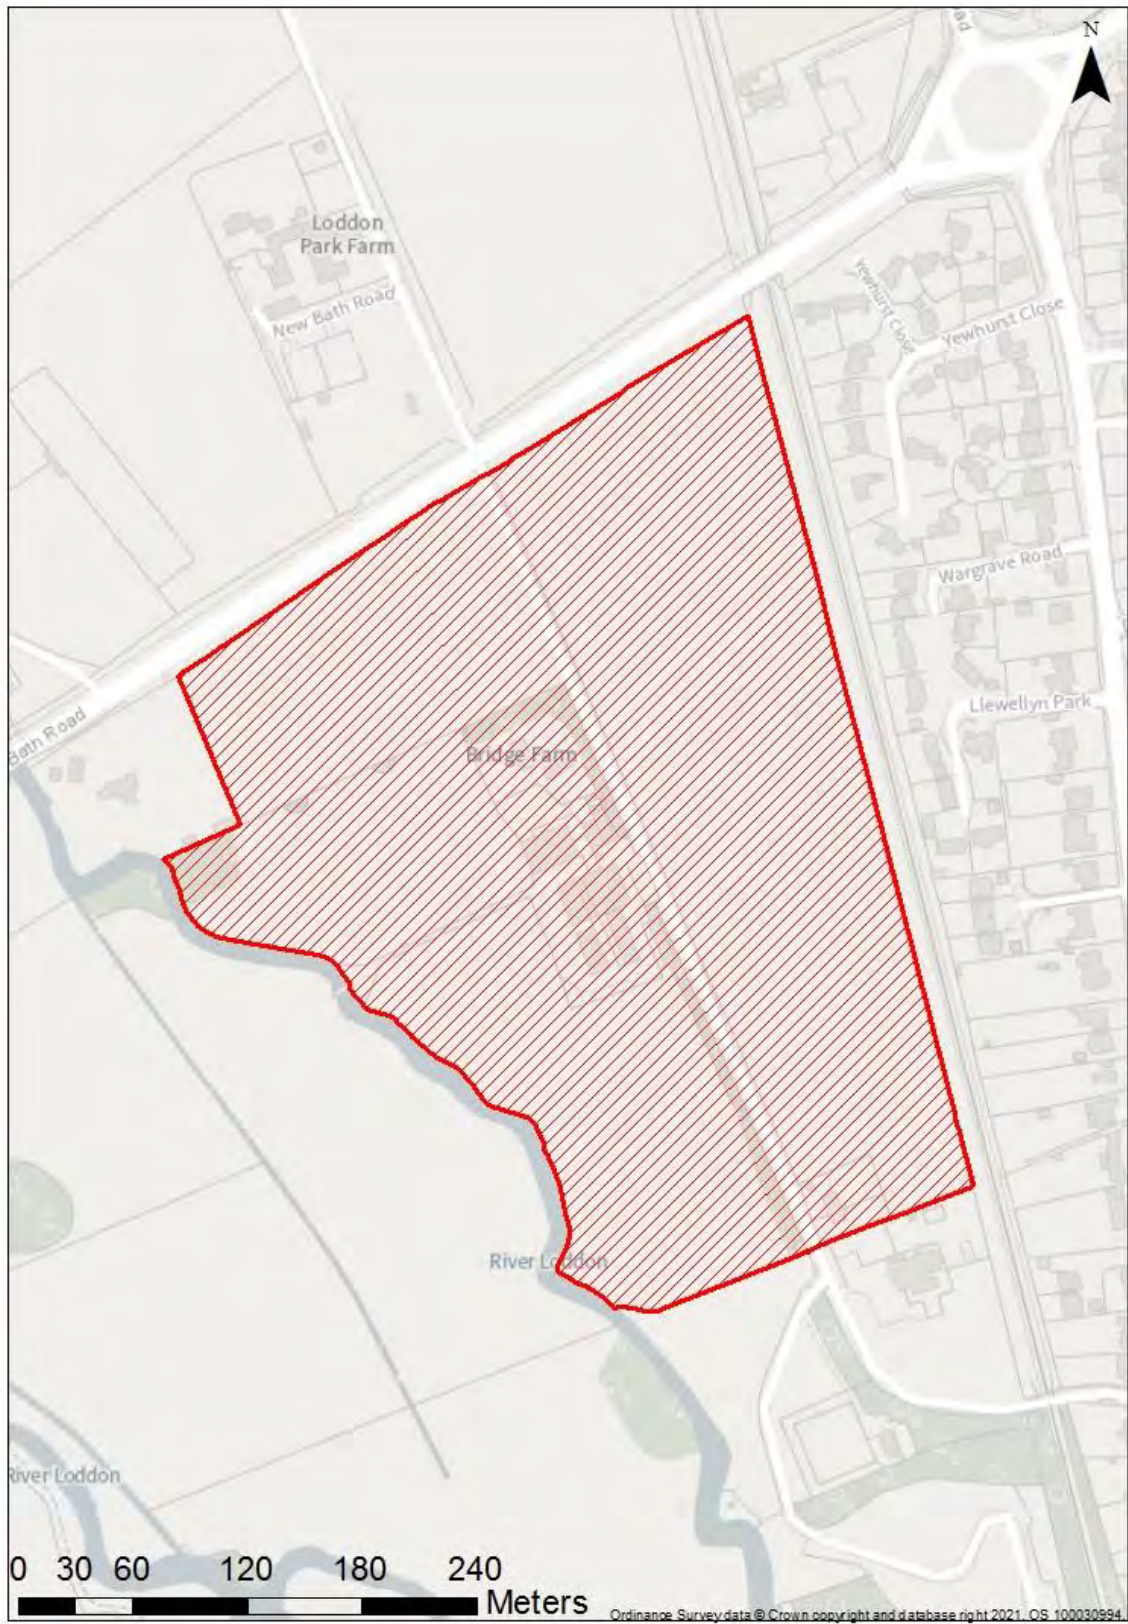 N
Loddon
Park Farm
New Bath Road
Yewhurst Close
Yewhurst Close
Wargrave Road
Llewellyn Park
Bath Road
Bridge Farm
River Loddon
River Loddon
0 30 60 120 180 240
Meters
Ordinance Survey data © Crown copyright and database right 2021. OS 100030994